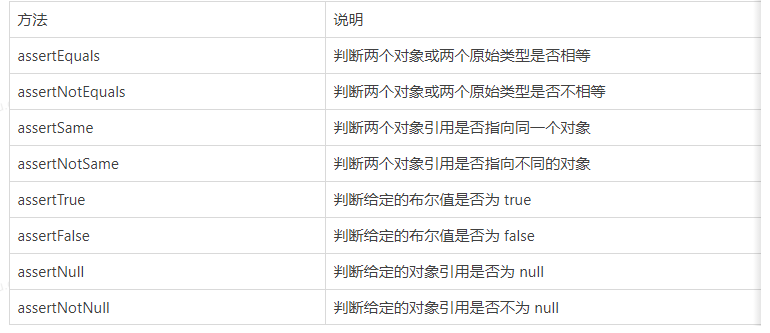 方法 说明
assertEquals 判断两个对象或两个原始类型是否相等
assertNotEquals 判断两个对象或两个原始类型是否不相等
assertSame 判断两个对象引用是否指向同一个对象
assertNotSame 判断两个对象引用是否指向不同的对象
assertTrue 判断给定的布尔值是否为 true
assertFalse 判断给定的布尔值是否为 false
assertNull 判断给定的对象引用是否为 null
assertNotNull 判断给定的对象引用是否不为 null